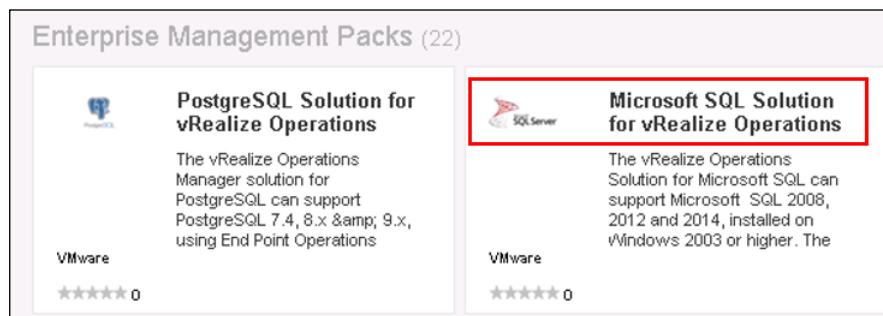 Enterprise Management Packs (22)
PostgreSQL
PostgreSQL Solution for
vRealize Operations
The vRealize Operations
Manager solution for
PostgreSQL can support
PostgreSQL 7.4, 8.x &amp; 9.x,
using End Point Operations
VMware
0
SQL Server
Microsoft SQL Solution
for vRealize Operations
The vRealize Operations
Solution for Microsoft SQL can
support Microsoft SQL 2008,
2012 and 2014, installed on
Windows 2003 or higher. The
VMware
0